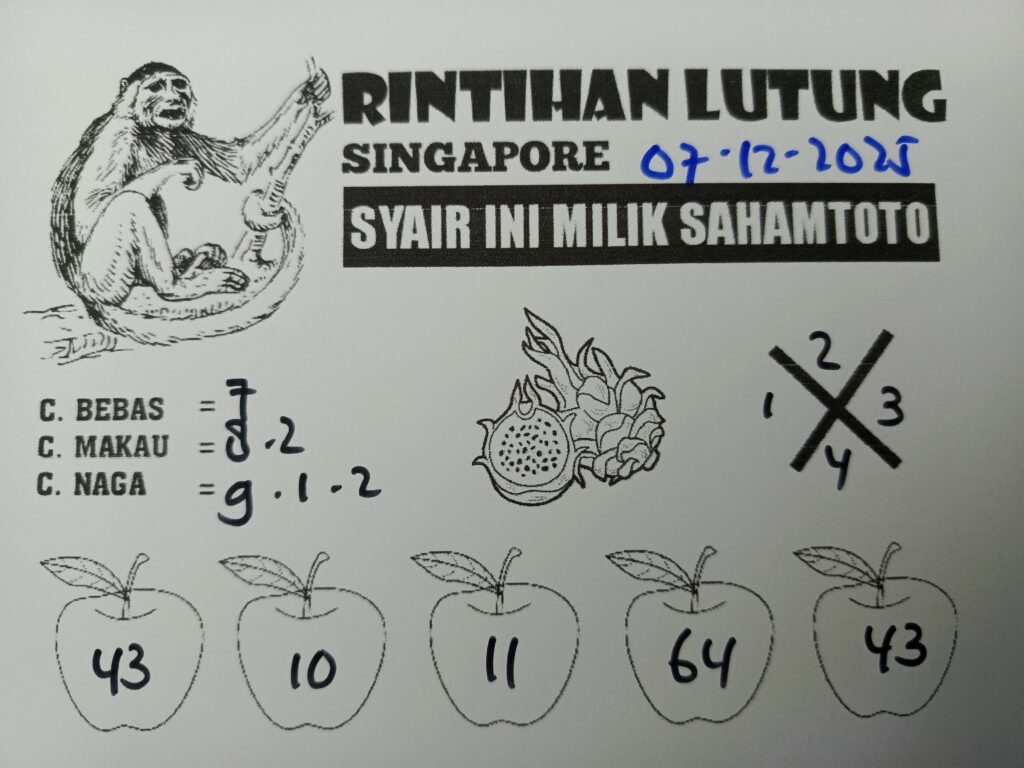 RINTIHAN LUTUNG
SINGAPORE 07-12-2025
SYAIR INI MILIK SAHAMTOTO
C. BEBAS = 7
C. MAKAU = 8.2
C. NAGA = 9.1-2
2
1 3
4
43 10 11 64 43